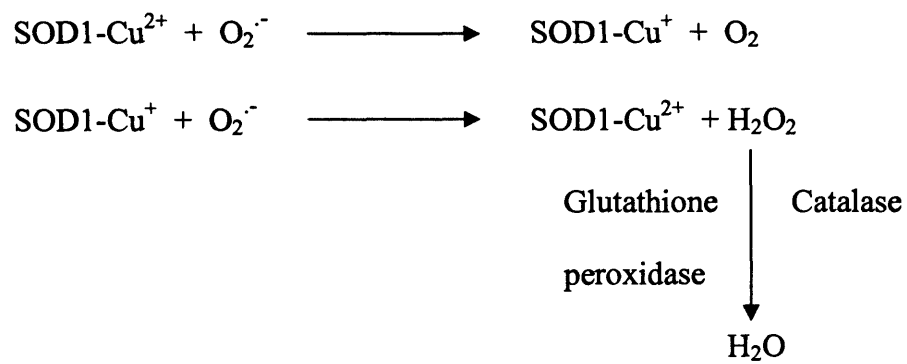 SOD1-Cu²⁺ + O₂·⁻ ⟶ SOD1-Cu⁺ + O₂
SOD1-Cu⁺ + O₂·⁻ ⟶ SOD1-Cu²⁺ + H₂O₂
Glutathione Catalase
peroxidase
H₂O